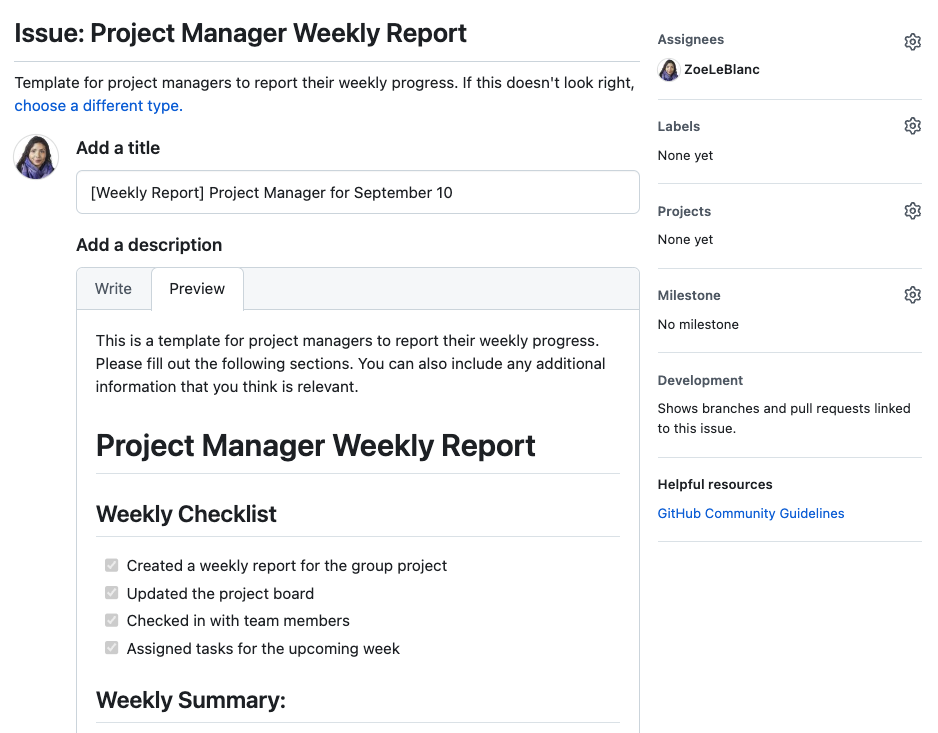 Issue: Project Manager Weekly Report
Template for project managers to report their weekly progress. If this doesn't look right,
choose a different type.
Add a title
[Weekly Report] Project Manager for September 10
Add a description
Write
Preview
This is a template for project managers to report their weekly progress.
Please fill out the following sections. You can also include any additional
information that you think is relevant.
Project Manager Weekly Report
Weekly Checklist
Created a weekly report for the group project
Updated the project board
Checked in with team members
Assigned tasks for the upcoming week
Weekly Summary:
Assignees
ZoeLeBlanc
Labels
None yet
Projects
None yet
Milestone
No milestone
Development
Shows branches and pull requests linked
to this issue.
Helpful resources
GitHub Community Guidelines